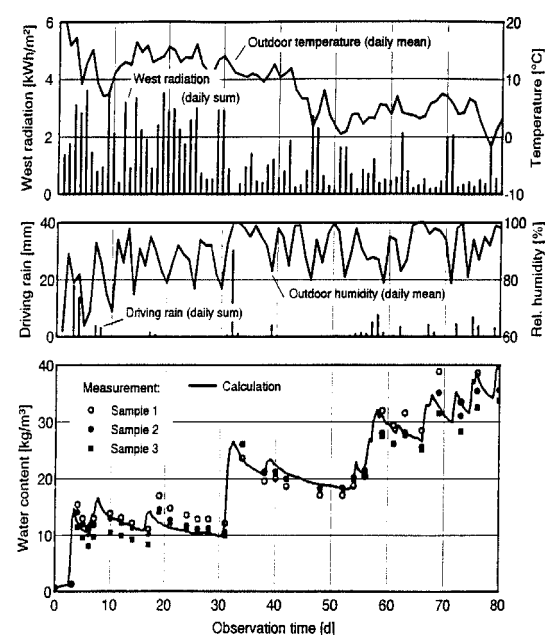 6
4
2
0
West radiation [kWh/m²]
Outdoor temperature (daily mean)
West radiation
(daily sum)
20
10
0
-10
Temperature [°C]
40
20
0
Driving rain [mm]
Driving rain (daily sum)
Outdoor humidity (daily mean)
100
80
60
Rel. humidity [%]
40
30
20
10
0
Water content [kg/m³]
Measurement:
Calculation
Sample 1
Sample 2
Sample 3
0
10
20
30
40
50
60
70
80
Observation time [d]